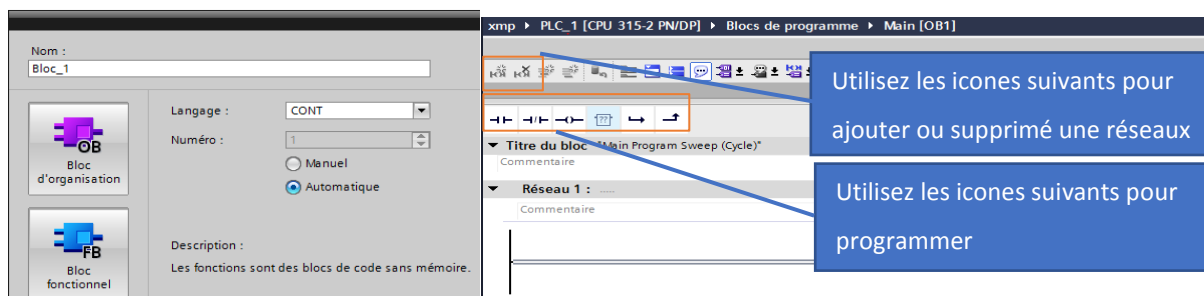 Nom :
Bloc_1
Langage :
CONT
Numéro :
1
Manuel
Automatique
OB
Bloc
d'organisation
FB
Bloc
fonctionnel
Description :
Les fonctions sont des blocs de code sans mémoire.
xmp PLC_1 [CPU 315-2 PN/DP] Blocs de programme Main [OB1]
Titre du bloc "Main Program Sweep (Cycle)"
Commentaire
Réseau 1 : .....
Commentaire
Utilisez les icones suivants pour
ajouter ou supprimé une réseaux
Utilisez les icones suivants pour
programmer